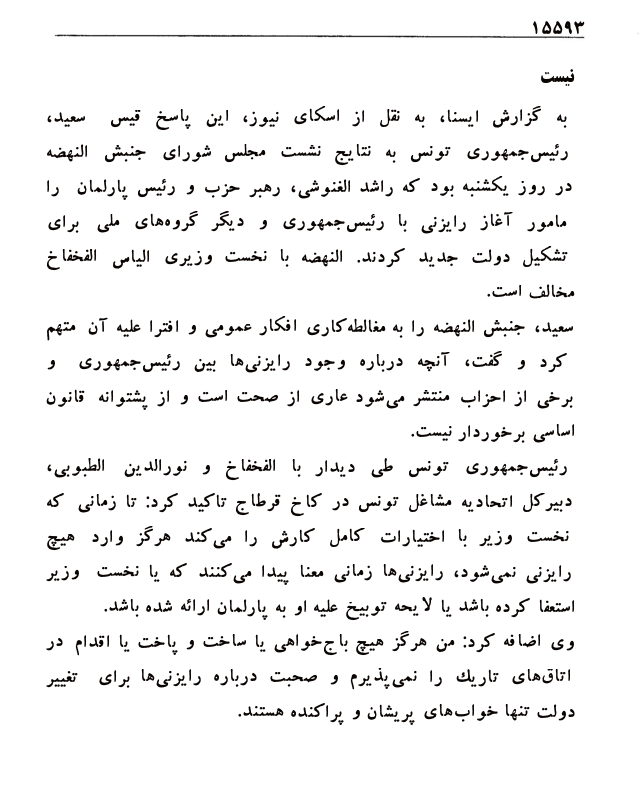 ۱۵۵۹۳
نیست
به گزارش ایسنا، به نقل از اسکای نیوز، این پاسخ قیس سعید،
رئیس‌جمهوری تونس به نتایج نشست مجلس شورای جنبش النهضه
در روز یکشنبه بود که راشد الغنوشی، رهبر حزب و رئیس پارلمان را
مامور آغاز رایزنی با رئیس‌جمهوری و دیگر گروه‌های ملی برای
تشکیل دولت جدید کردند. النهضه با نخست وزیری الیاس الفخفاخ
مخالف است.
سعید، جنبش النهضه را به مغالطه‌کاری افکار عمومی و افترا علیه آن متهم
کرد و گفت، آنچه درباره وجود رایزنی‌ها بین رئیس‌جمهوری و
برخی از احزاب منتشر می‌شود عاری از صحت است و از پشتوانه قانون
اساسی برخوردار نیست.
رئیس‌جمهوری تونس طی دیدار با الفخفاخ و نورالدین الطبوبی،
دبیرکل اتحادیه مشاغل تونس در کاخ قرطاج تاکید کرد: تا زمانی که
نخست وزیر با اختیارات کامل کارش را می‌کند هرگز وارد هیچ
رایزنی نمی‌شود، رایزنی‌ها زمانی معنا پیدا می‌کنند که یا نخست وزیر
استعفا کرده باشد یا لایحه توبیخ علیه او به پارلمان ارائه شده باشد.
وی اضافه کرد: من هرگز هیچ باج‌خواهی یا ساخت و پاخت یا اقدام در
اتاق‌های تاریك را نمی‌پذیرم و صحبت درباره رایزنی‌ها برای تغییر
دولت تنها خواب‌های پریشان و پراکنده هستند.